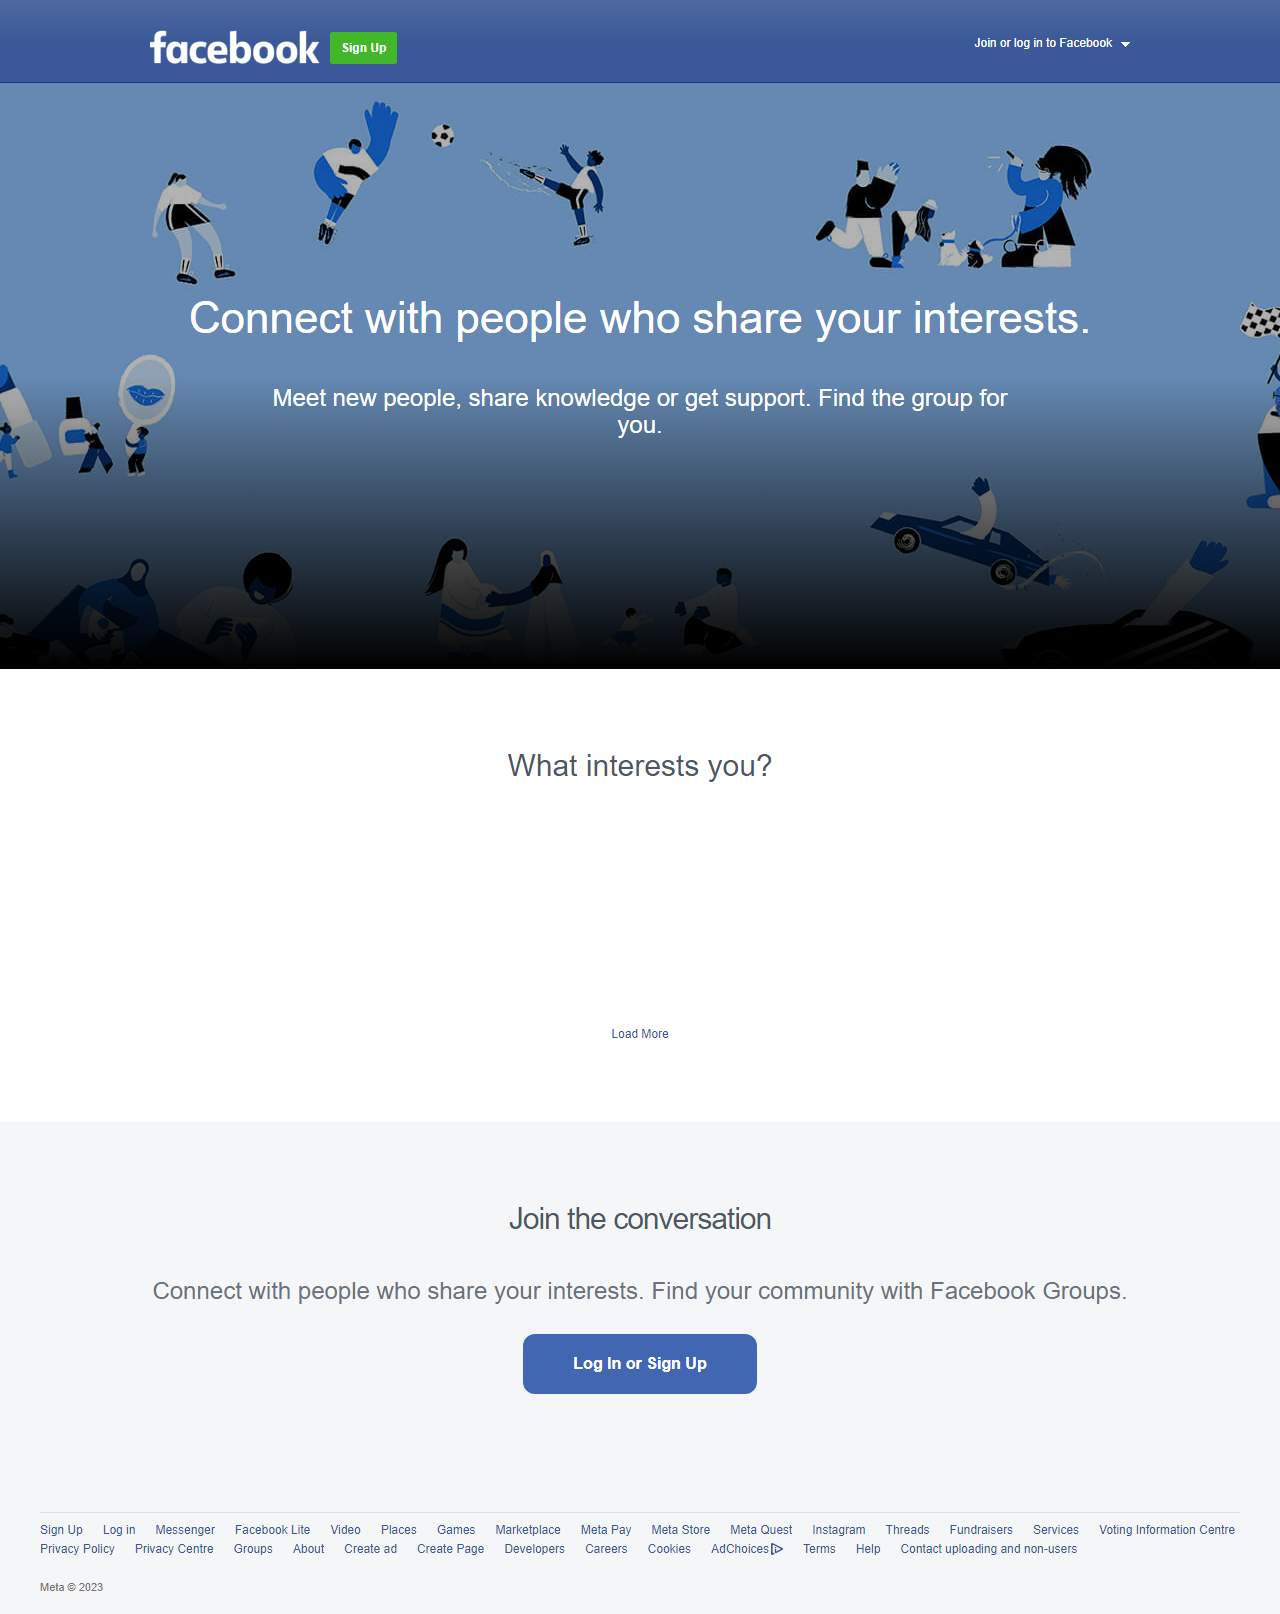 facebook
Sign Up
Join or log in to Facebook
Connect with people who share your interests.
Meet new people, share knowledge or get support. Find the group for
you.
What interests you?
Load More
Join the conversation
Connect with people who share your interests. Find your community with Facebook Groups.
Log In or Sign Up
Sign Up Log in Messenger Facebook Lite Video Places Games Marketplace Meta Pay Meta Store Meta Quest Instagram Threads Fundraisers Services Voting Information Centre
Privacy Policy Privacy Centre Groups About Create ad Create Page Developers Careers Cookies AdChoices Terms Help Contact uploading and non-users
Meta © 2023